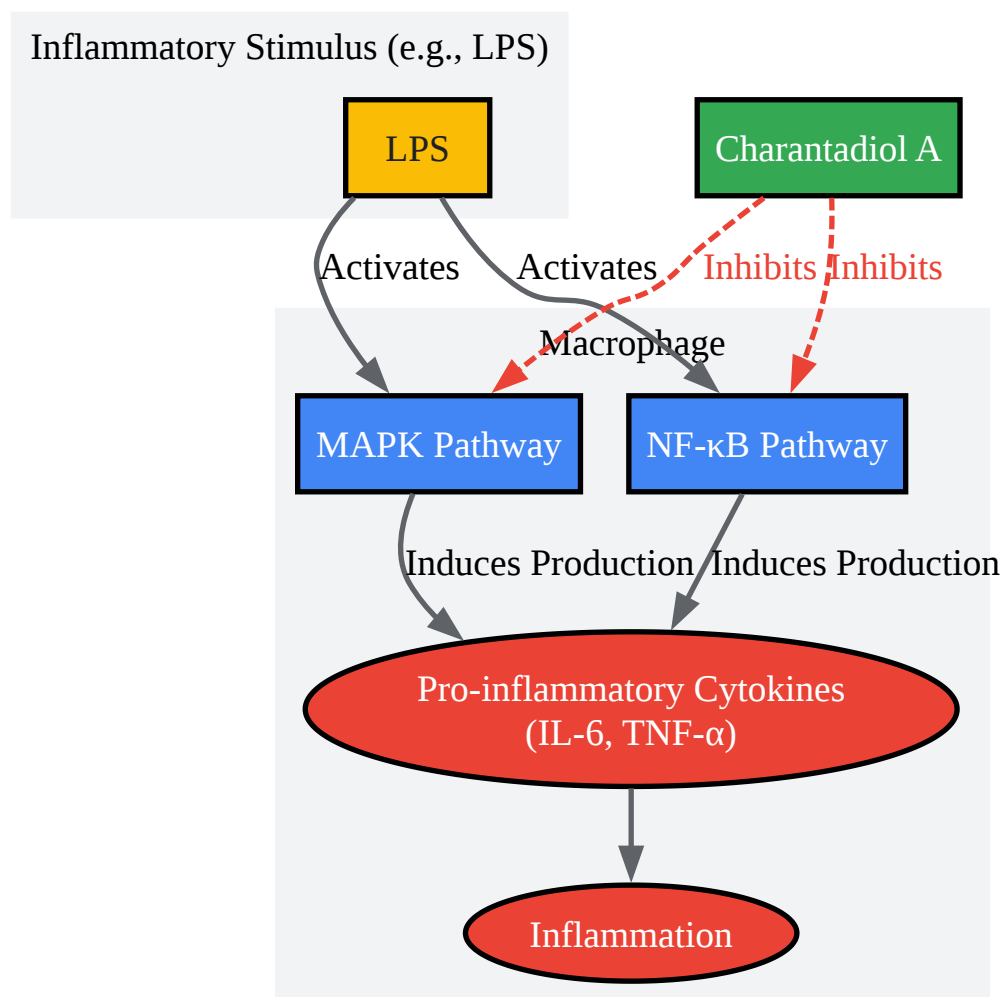 Inflammatory Stimulus (e.g., LPS)
LPS
Charantadiol A
Activates
Activates
Inhibits
Inhibits
Macrophage
MAPK Pathway
NF-κB Pathway
Induces Production
Induces Production
Pro-inflammatory Cytokines
(IL-6, TNF-α)
Inflammation